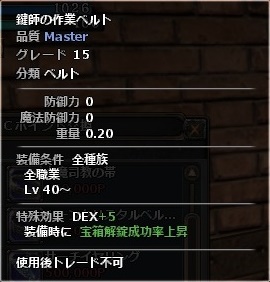 鍵師の作業ベルト
品質 Master
グレード 15
分類 ベルト
防御力 0
魔法防御力 0
重量 0.20
装備条件 全種族
全職業
Lv 40～
特殊効果 DEX+5
装備時に 宝箱解錠成功率上昇
使用後トレード不可